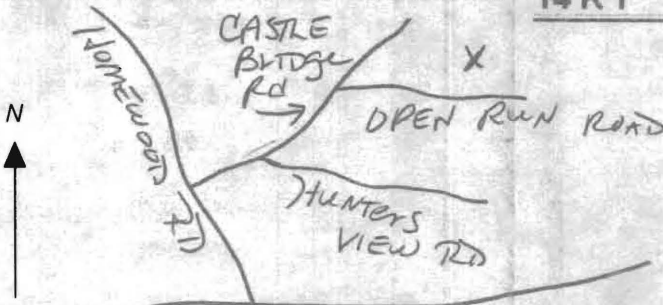 CASTLE
BRIDGE
Rd
HOMEWOOD
RD
X
OPEN RUN ROAD
N
HUNTERS
VIEW RD